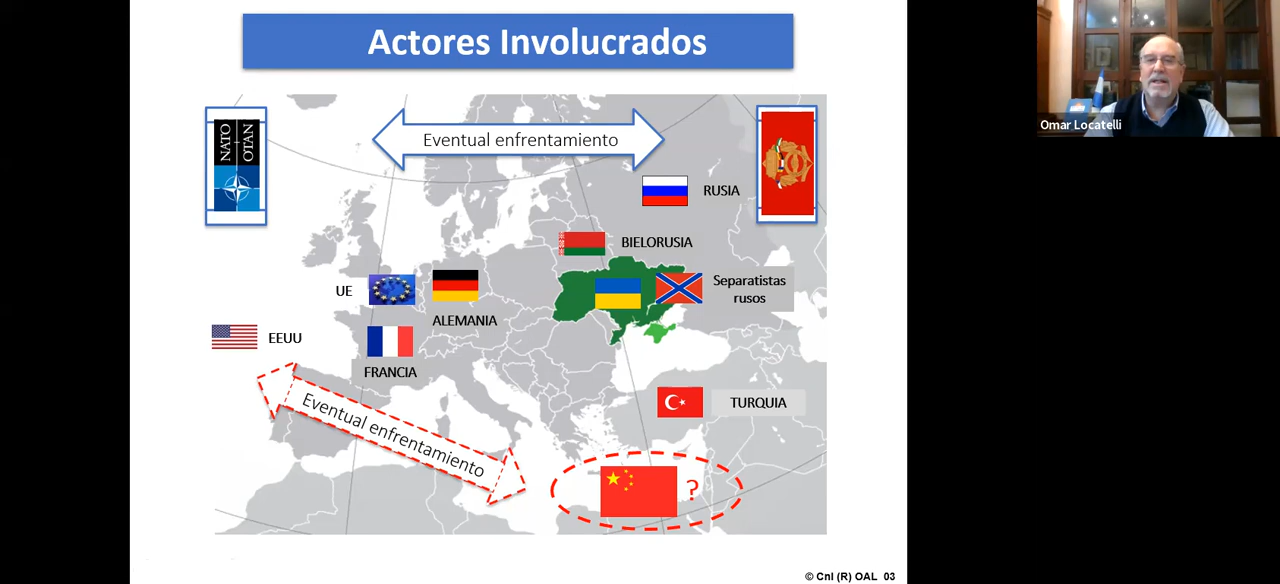 Actores Involucrados
Omar Locatelli
NATO
OTAN
Eventual enfrentamiento
RUSIA
BIELORUSIA
UE
Separatistas
rusos
ALEMANIA
EEUU
FRANCIA
Eventual enfrentamiento
TURQUIA
?
© Cnl (R) OAL 03